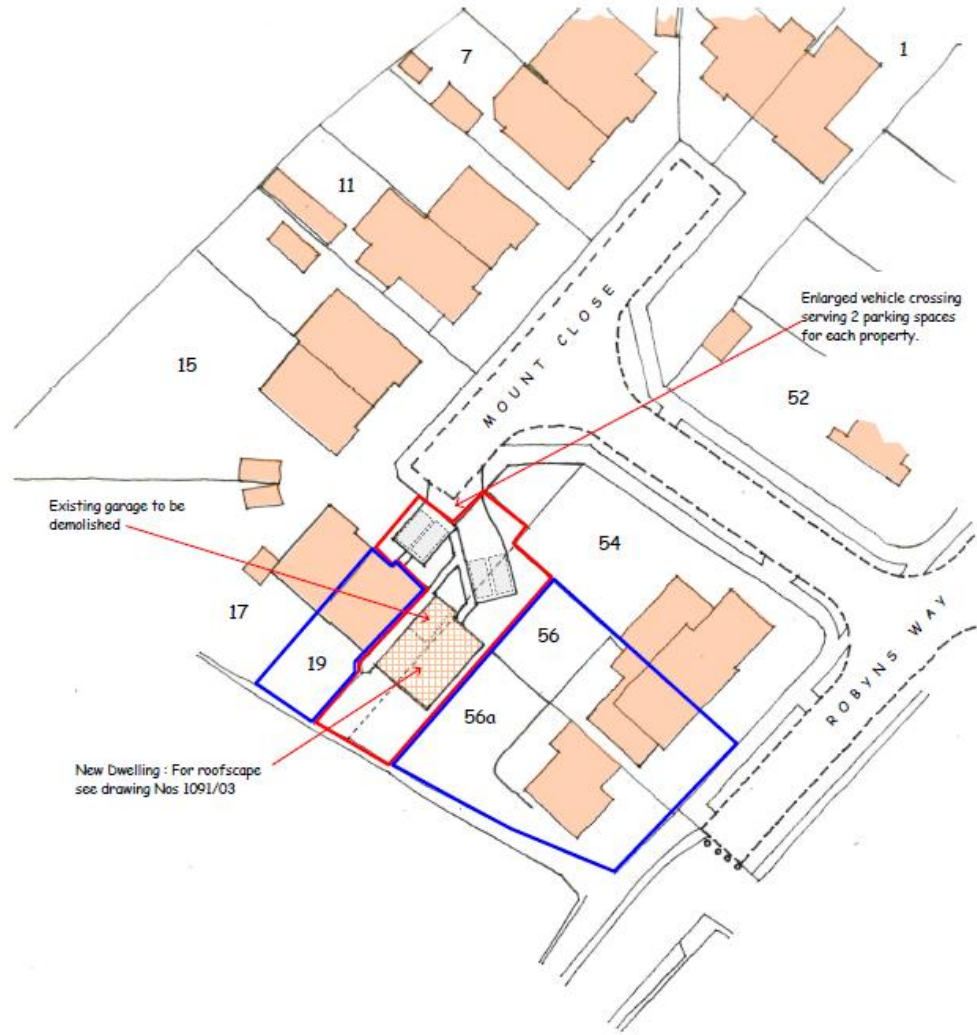 7
1
11
Enlarged vehicle crossing
serving 2 parking spaces
for each property.
MOUNT CLOSE
15
52
Existing garage to be
demolished
54
17
56
19
56a
ROBYNS WAY
New Dwelling : For roofscape
see drawing Nos 1091/03